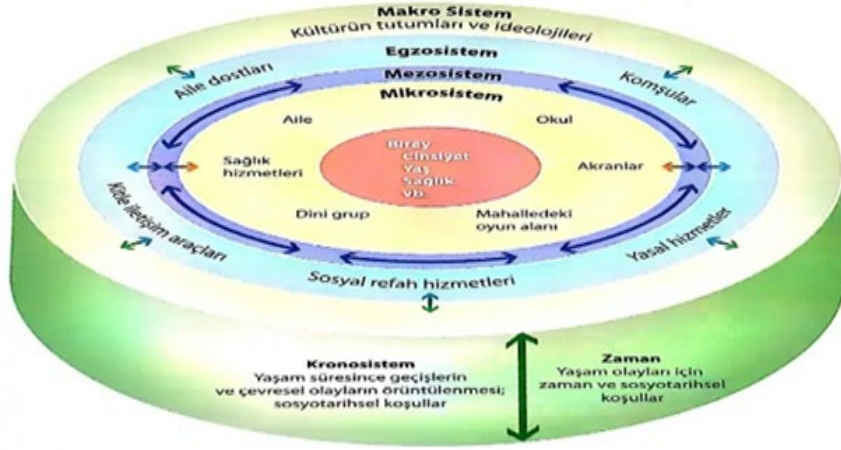 Makro Sistem
Kültürün tutumları ve ideolojileri
Egzosistem
Aile dostları
Mezosistem
Komşular
Mikrosistem
Aile
Okul
Birey
Cinsiyet
Yaş
Sağlık
vb.
Sağlık
hizmetleri
Akranlar
Dini grup
Mahalledeki
oyun alanı
Kitle iletişim araçları
Yasal hizmetler
Sosyal refah hizmetleri
Kronosistem
Yaşam süresince geçişlerin
ve çevresel olayların örüntülenmesi;
sosyotarihsel koşullar
Zaman
Yaşam olayları için
zaman ve sosyotarihsel
koşullar